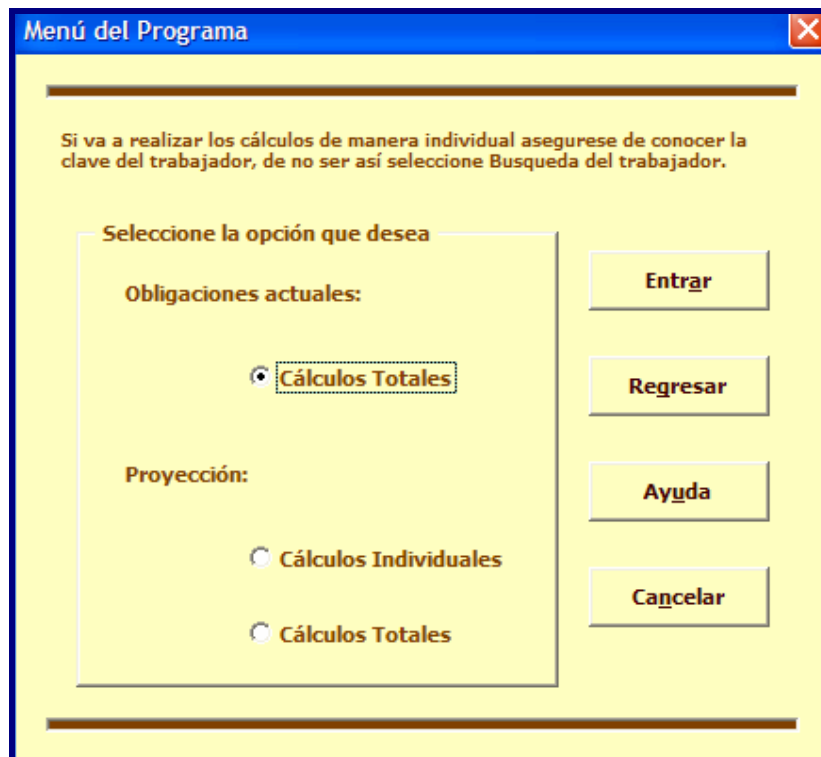 Menú del Programa
Si va a realizar los cálculos de manera individual asegurese de conocer la
clave del trabajador, de no ser así seleccione Busqueda del trabajador.
Seleccione la opción que desea
Obligaciones actuales:
Cálculos Totales
Proyección:
Cálculos Individuales
Cálculos Totales
Entrar
Regresar
Ayuda
Cancelar